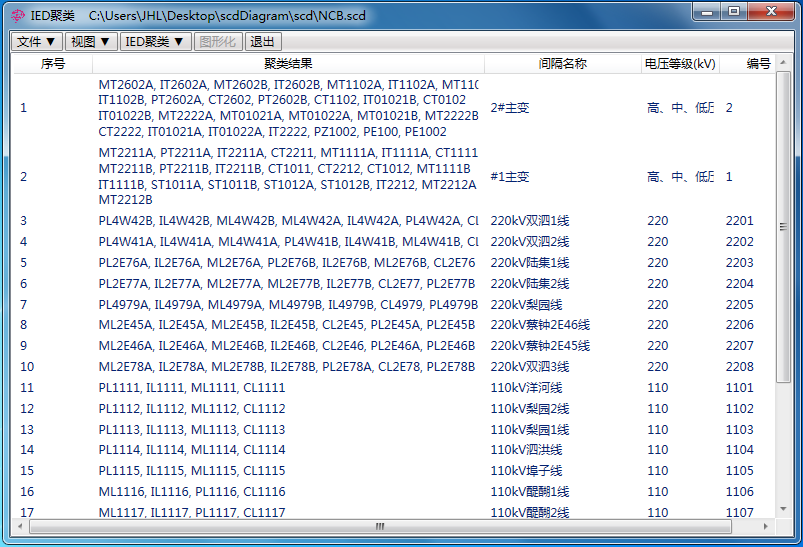 IED聚类 C:\Users\JHL\Desktop\scdDiagram\scd\NCB.scd
文件 ▼ 视图 ▼ IED聚类 ▼ 图形化 退出
序号 聚类结果 间隔名称 电压等级(kV) 编号
MT2602A, IT2602A, MT2602B, IT2602B, MT1102A, IT1102A, MT110
IT1102B, PT2602A, CT2602, PT2602B, CT1102, IT01021B, CT0102
1 IT01022B, MT2222A, MT01021A, MT01022A, MT01021B, MT2222B 2#主变 高、中、低 2
CT2222, IT01021A, IT01022A, IT2222, PZ1002, PE100, PE1002
MT2211A, PT2211A, IT2211A, CT2211, MT1111A, IT1111A, CT1111
MT2211B, PT2211B, IT2211B, CT1011, CT2212, CT1012, MT1111B
2 IT1111B, ST1011A, ST1011B, ST1012A, ST1012B, IT2212, MT2212A #1主变 高、中、低 1
MT2212B
3 PL4W42B, IL4W42B, ML4W42B, ML4W42A, IL4W42A, PL4W42A, CL 220kV双泗1线 220 2201
4 PL4W41A, IL4W41A, ML4W41A, PL4W41B, IL4W41B, ML4W41B, CL 220kV双泗2线 220 2202
5 PL2E76A, IL2E76A, ML2E76A, PL2E76B, IL2E76B, ML2E76B, CL2E76 220kV陆集1线 220 2203
6 PL2E77A, IL2E77A, ML2E77A, ML2E77B, IL2E77B, CL2E77, PL2E77B 220kV陆集2线 220 2204
7 PL4979A, IL4979A, ML4979A, ML4979B, IL4979B, CL4979, PL4979B 220kV梨园线 220 2205
8 ML2E45A, IL2E45A, ML2E45B, IL2E45B, CL2E45, PL2E45A, PL2E45B 220kV蔡钟2E46线 220 2206
9 ML2E46A, IL2E46A, ML2E46B, IL2E46B, CL2E46, PL2E46A, PL2E46B 220kV蔡钟2E45线 220 2207
10 ML2E78A, IL2E78A, ML2E78B, IL2E78B, PL2E78A, CL2E78, PL2E78B 220kV双泗3线 220 2208
11 PL1111, IL1111, ML1111, CL1111 110kV洋河线 110 1101
12 PL1112, IL1112, ML1112, CL1112 110kV梨园2线 110 1102
13 PL1113, IL1113, ML1113, CL1113 110kV梨园1线 110 1103
14 PL1114, IL1114, ML1114, CL1114 110kV泗洪线 110 1104
15 PL1115, IL1115, ML1115, CL1115 110kV埠子线 110 1105
16 ML1116, IL1116, PL1116, CL1116 110kV醍醐1线 110 1106
17 ML1117, IL1117, PL1117, CL1117 110kV醍醐2线 110 1107